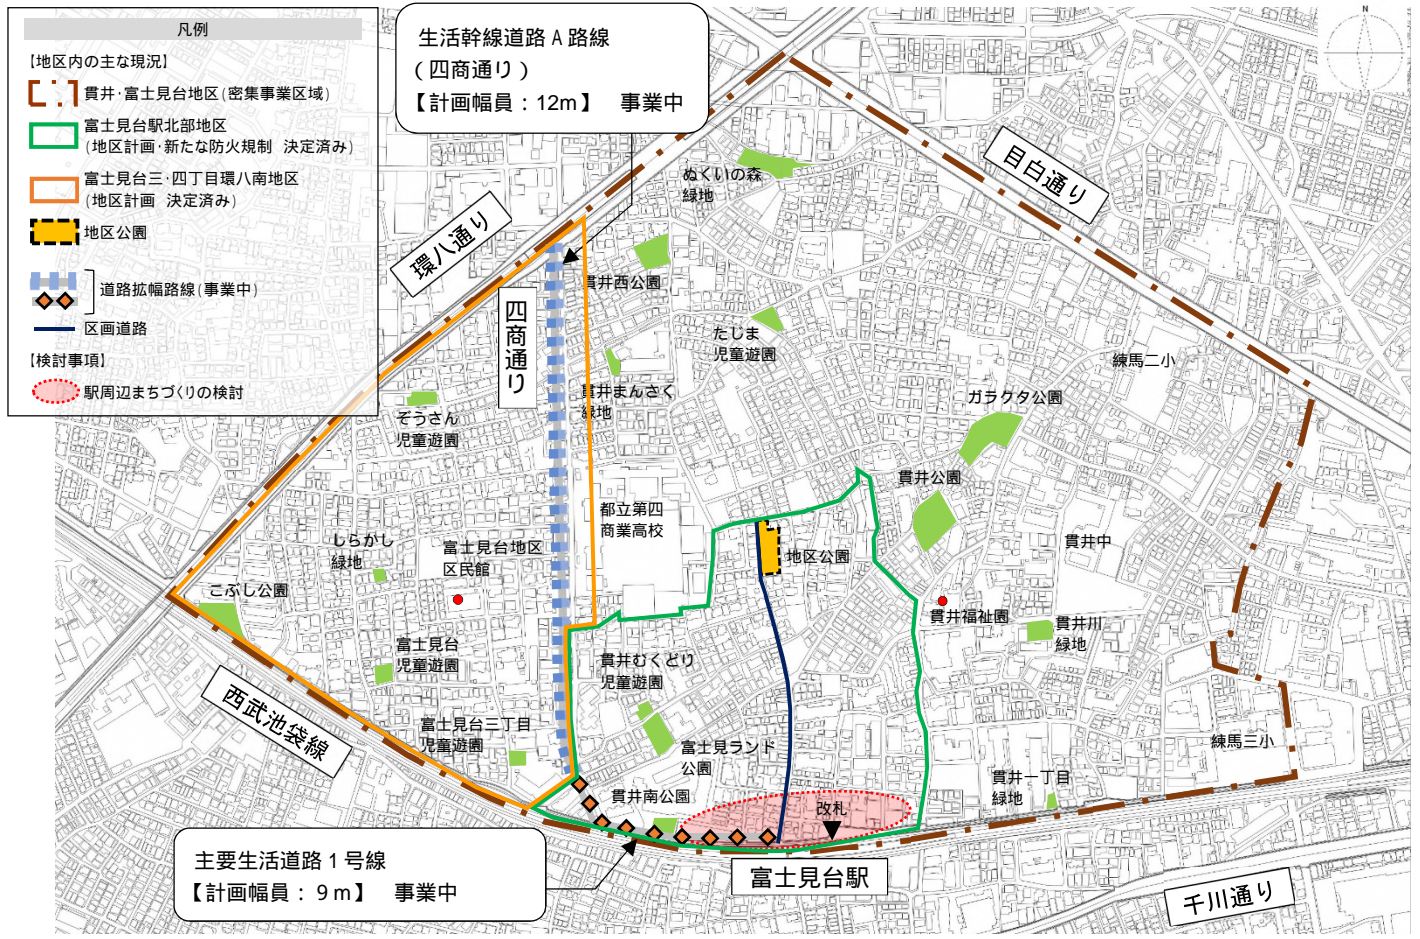 凡例
【地区内の主な現況】
貫井・富士見台地区(密集事業区域)
富士見台駅北部地区
(地区計画・新たな防火規制 決定済み)
富士見台三・四丁目環八南地区
(地区計画 決定済み)
地区公園
道路拡幅路線(事業中)
区画道路
【検討事項】
駅周辺まちづくりの検討
生活幹線道路 A 路線
(四商通り)
【計画幅員：12m】 事業中
N
環八通り
目白通り
四商通り
ぬくいの森
緑地
貫井西公園
たじま
児童遊園
練馬二小
貫井まんさく
緑地
ぞうさん
児童遊園
ガラクタ公園
貫井公園
都立第四
商業高校
しらかし
緑地
富士見台地区
区民館
地区公園
貫井中
こぶし公園
貫井福祉園
貫井川
緑地
富士見台
児童遊園
貫井むくどり
児童遊園
西武池袋線
富士見台三丁目
児童遊園
富士見ランド
公園
練馬三小
貫井南公園
改札
貫井一丁目
緑地
主要生活道路 1 号線
【計画幅員：9ｍ】 事業中
富士見台駅
千川通り